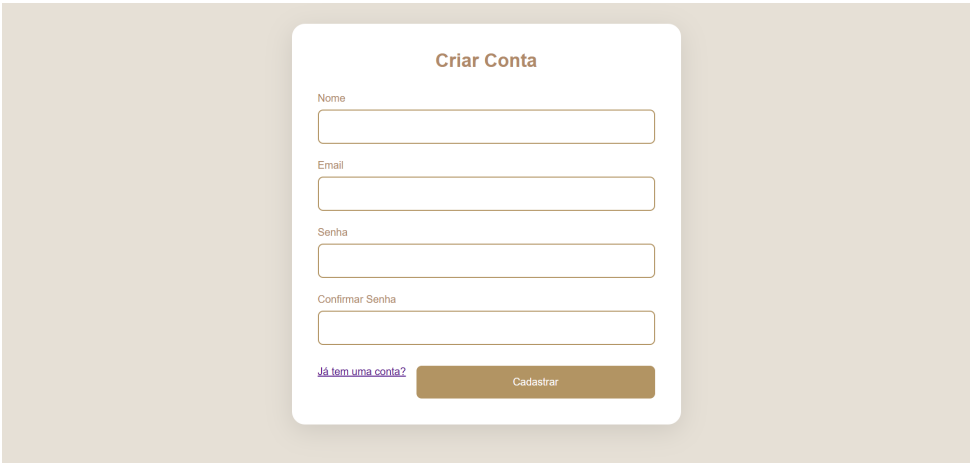 Criar Conta
Nome
Email
Senha
Confirmar Senha
Já tem uma conta?
Cadastrar